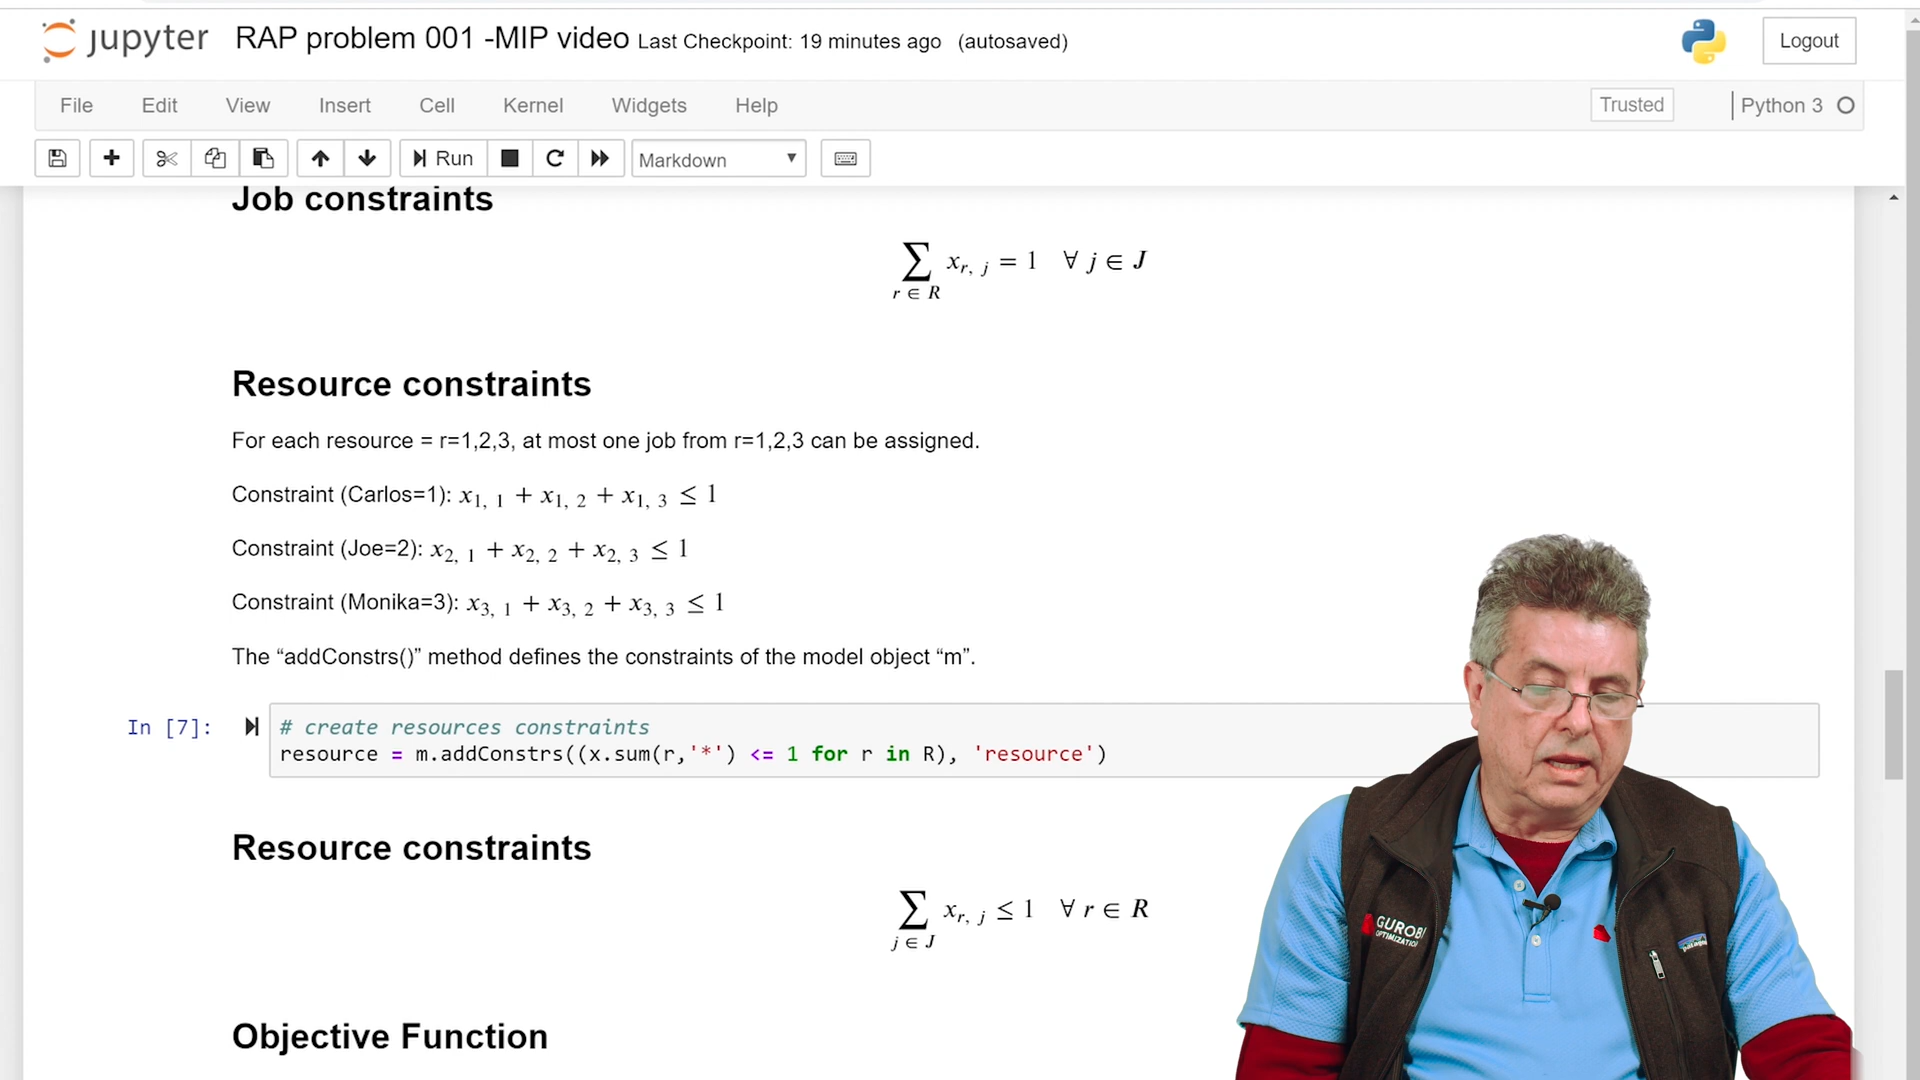 jupyter RAP problem 001 -MIP video Last Checkpoint: 19 minutes ago (autosaved) Logout
File Edit View Insert Cell Kernel Widgets Help Trusted Python 3
Run Markdown
Job constraints
∑ r ∈ R x_{r, j} = 1 ∀ j ∈ J
Resource constraints
For each resource = r=1,2,3, at most one job from r=1,2,3 can be assigned.
Constraint (Carlos=1): x_{1, 1} + x_{1, 2} + x_{1, 3} ≤ 1
Constraint (Joe=2): x_{2, 1} + x_{2, 2} + x_{2, 3} ≤ 1
Constraint (Monika=3): x_{3, 1} + x_{3, 2} + x_{3, 3} ≤ 1
The “addConstrs()” method defines the constraints of the model object “m”.
In [7]: # create resources constraints
resource = m.addConstrs((x.sum(r,'*') <= 1 for r in R), 'resource')
Resource constraints
∑ j ∈ J x_{r, j} ≤ 1 ∀ r ∈ R
Objective Function
GUROBI
OPTIMIZATION
patagonia